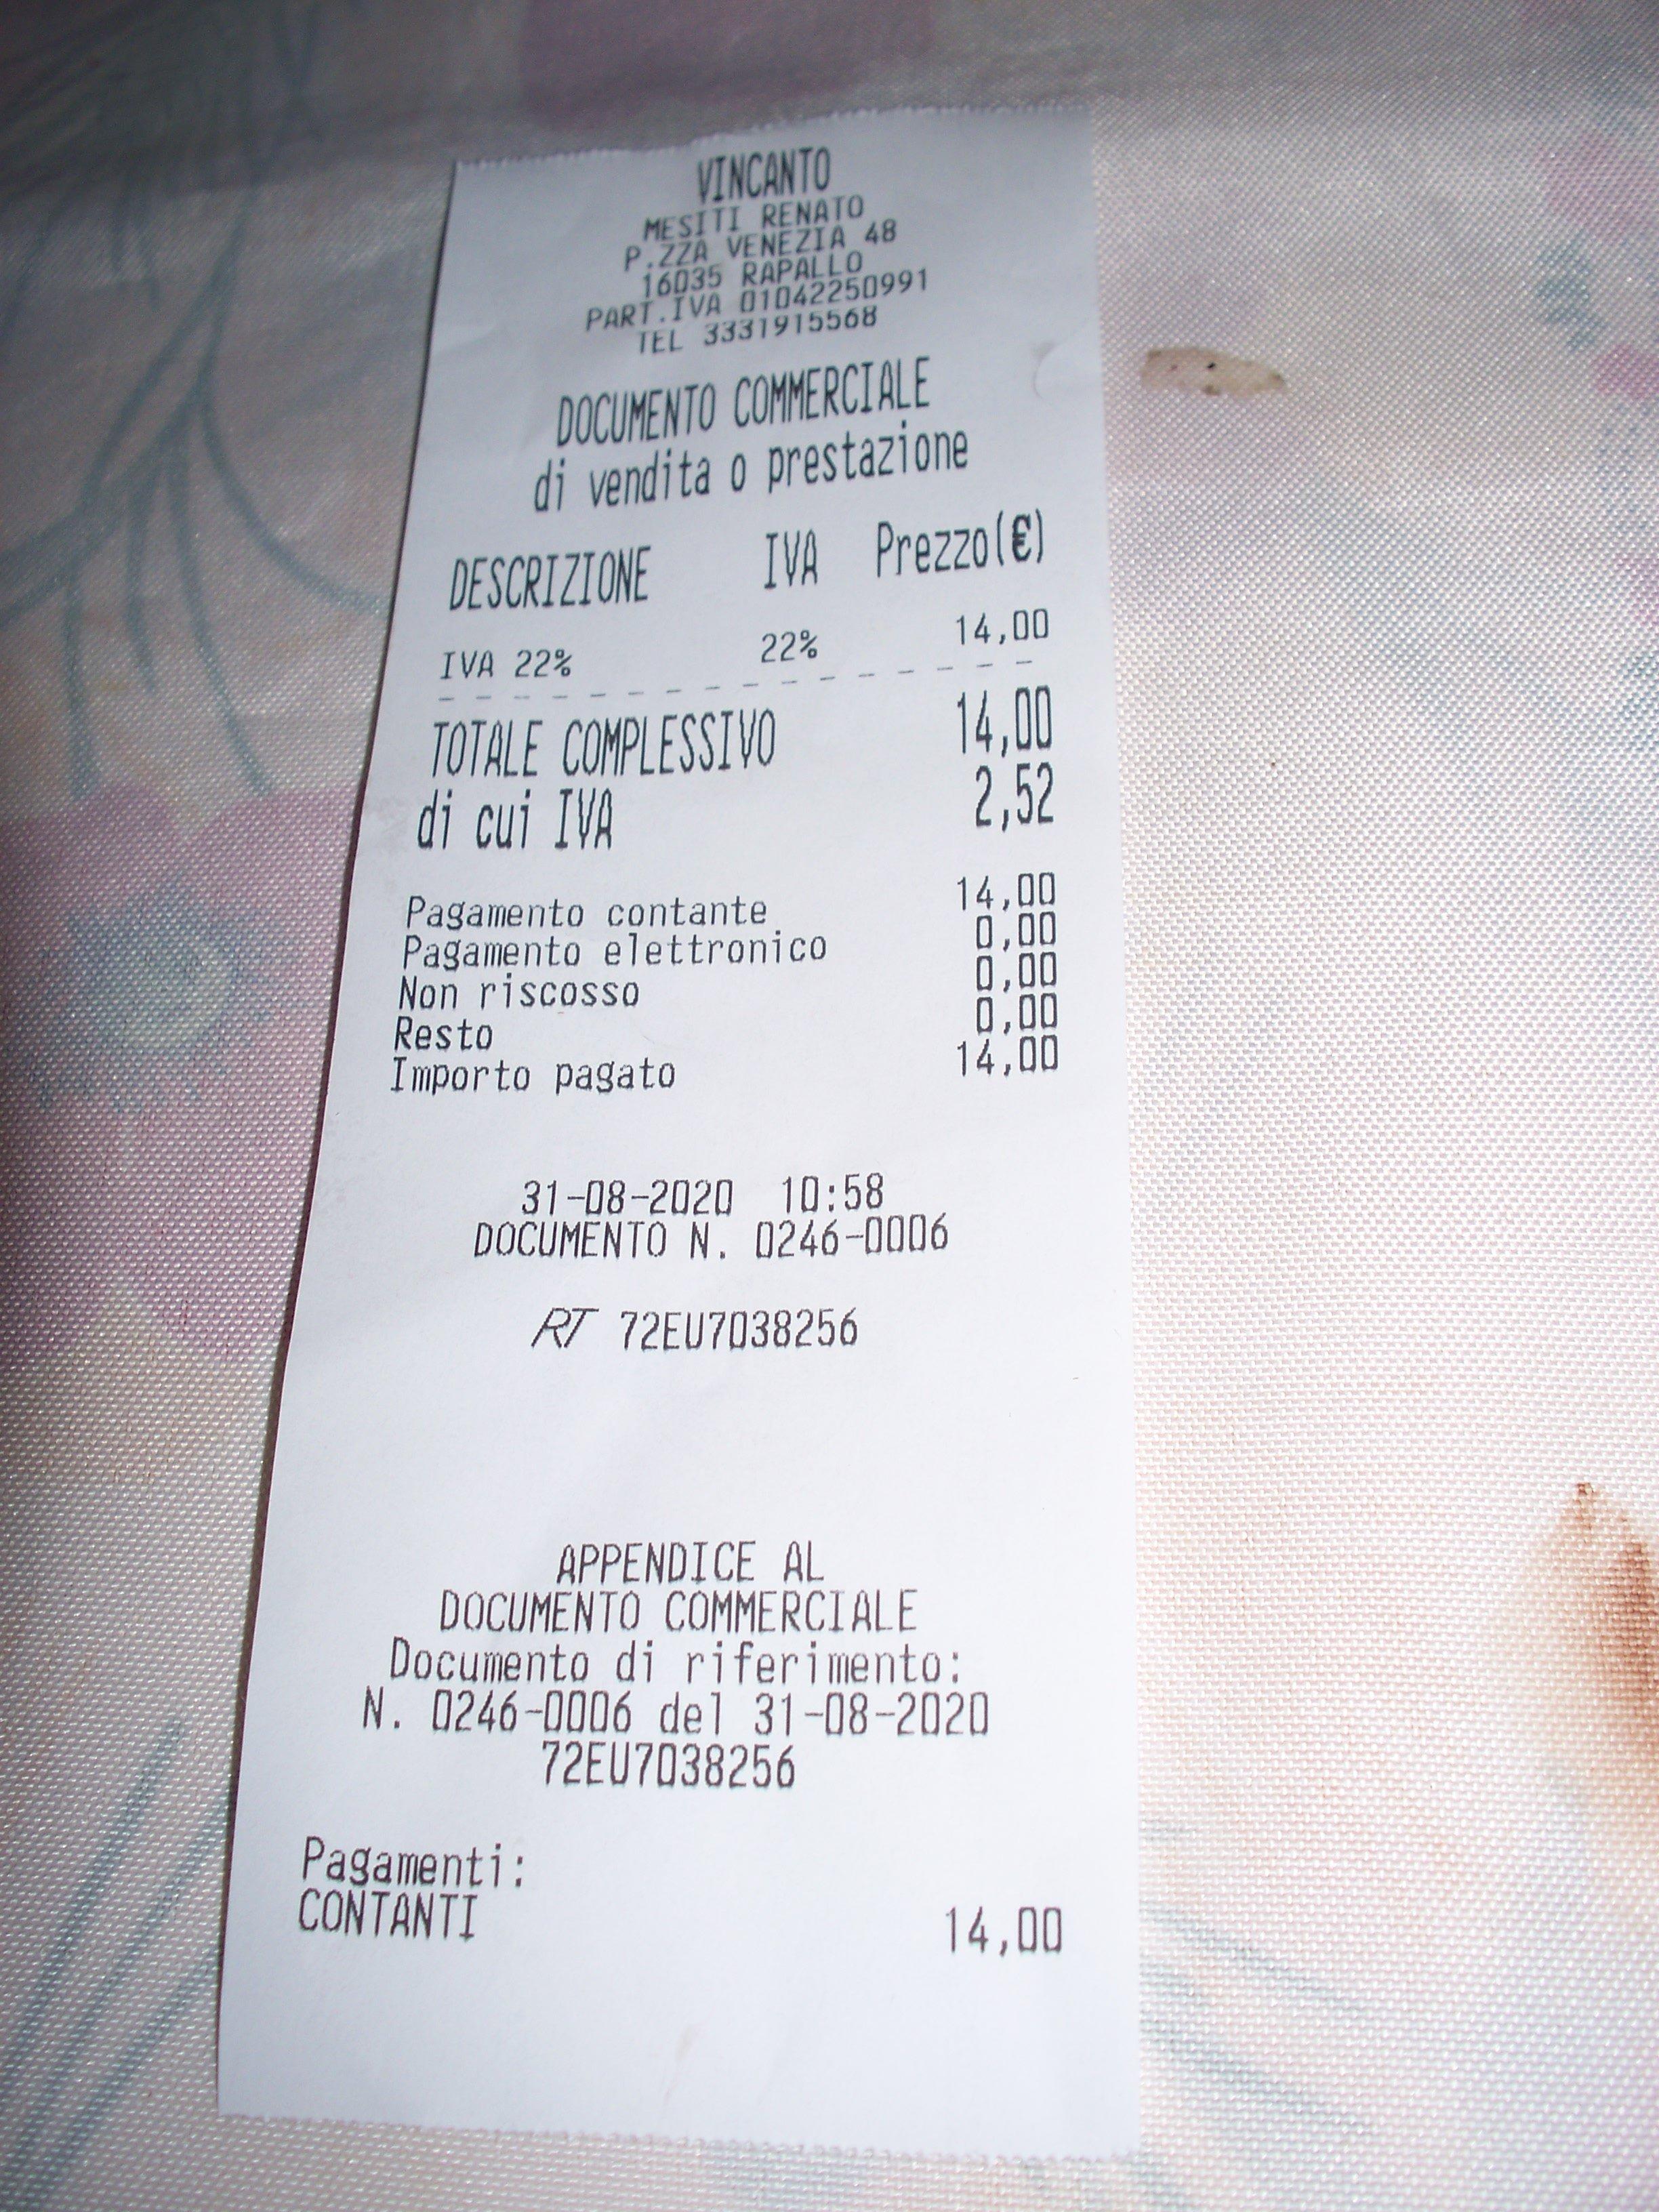 VINCANTO
MESITI RENATO
P.ZZA VENEZIA 48
16035 RAPALLO
PART.IVA 01042250991
TEL 3331915568
DOCUMENTO COMMERCIALE
di vendita o prestazione
DESCRIZIONE IVA Prezzo(€)
IVA 22% 22% 14,00
TOTALE COMPLESSIVO 14,00
di cui IVA 2,52
Pagamento contante 14,00
Pagamento elettronico 0,00
Non riscosso 0,00
Resto 0,00
Importo pagato 14,00
31-08-2020 10:58
DOCUMENTO N. 0246-0006
RT 72EU7038256
APPENDICE AL
DOCUMENTO COMMERCIALE
Documento di riferimento:
N. 0246-0006 del 31-08-2020
72EU7038256
Pagamenti:
CONTANTI 14,00